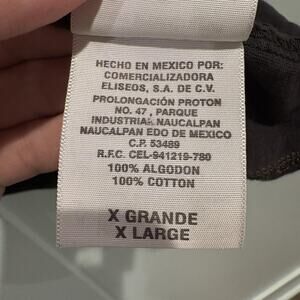 HECHO EN MEXICO POR:
COMERCIALIZADORA
ELISEOS, S.A. DE C.V.
PROLONGACIÓN PROTON
NO. 47 , PARQUE
INDUSTRIAL NAUCALPAN
NAUCALPAN EDO DE MEXICO
C.P. 53489
R.F.C. CEL-941219-780
100% ALGODON
100% COTTON
X GRANDE
X LARGE